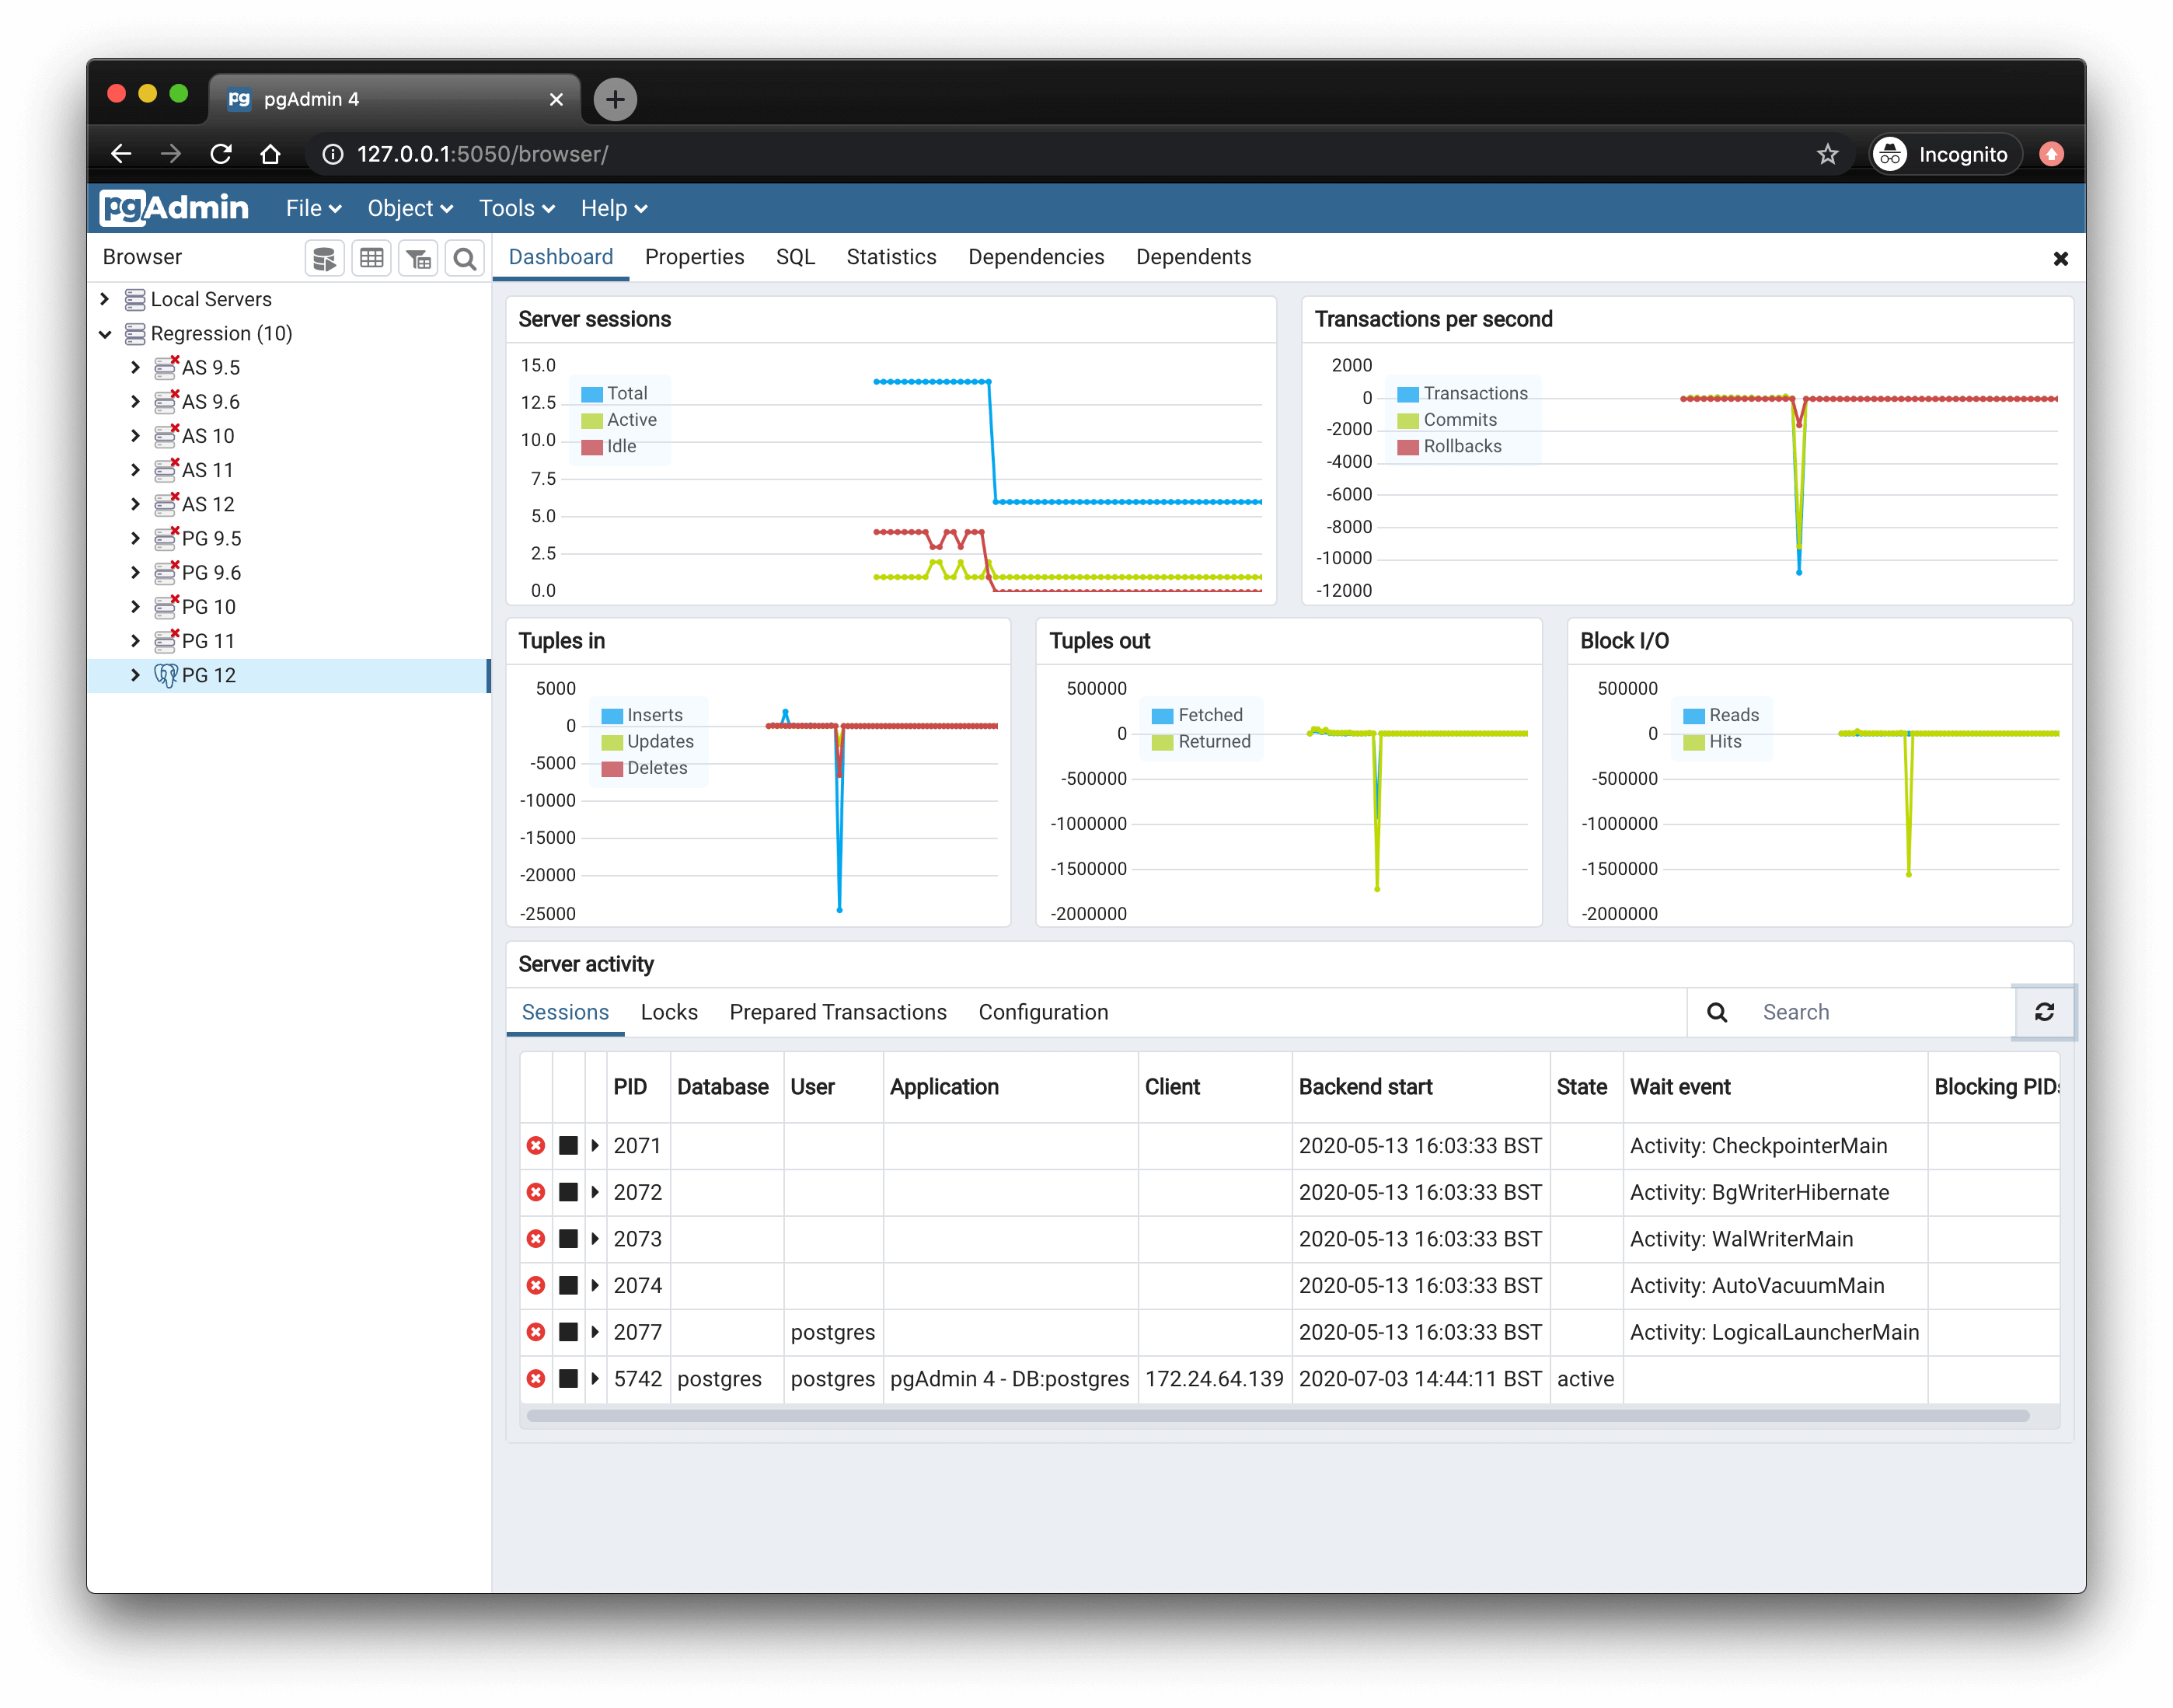 pg pgAdmin 4
127.0.0.1:5050/browser/ Incognito
pgAdmin File Object Tools Help
Browser Dashboard Properties SQL Statistics Dependencies Dependents
Local Servers
Regression (10)
AS 9.5
AS 9.6
AS 10
AS 11
AS 12
PG 9.5
PG 9.6
PG 10
PG 11
PG 12
Server sessions
15.0
12.5
10.0
7.5
5.0
2.5
0.0
Total
Active
Idle
Transactions per second
2000
0
-2000
-4000
-6000
-8000
-10000
-12000
Transactions
Commits
Rollbacks
Tuples in
5000
0
-5000
-10000
-15000
-20000
-25000
Inserts
Updates
Deletes
Tuples out
500000
0
-500000
-1000000
-1500000
-2000000
Fetched
Returned
Block I/O
500000
0
-500000
-1000000
-1500000
-2000000
Reads
Hits
Server activity
Sessions Locks Prepared Transactions Configuration Search
PID Database User Application Client Backend start State Wait event Blocking PIDs
2071 2020-05-13 16:03:33 BST Activity: CheckpointerMain
2072 2020-05-13 16:03:33 BST Activity: BgWriterHibernate
2073 2020-05-13 16:03:33 BST Activity: WalWriterMain
2074 2020-05-13 16:03:33 BST Activity: AutoVacuumMain
2077 postgres 2020-05-13 16:03:33 BST Activity: LogicalLauncherMain
5742 postgres postgres pgAdmin 4 - DB:postgres 172.24.64.139 2020-07-03 14:44:11 BST active